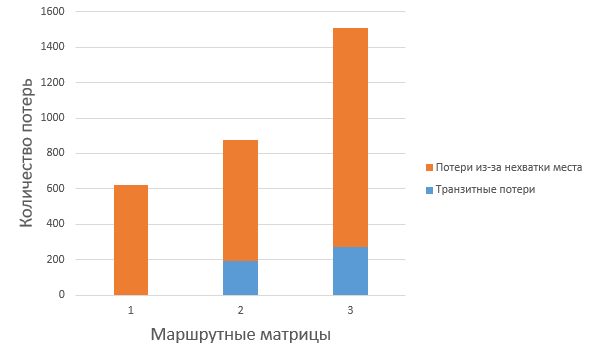 1600
1400
1200
1000
800
600
400
200
0
Количество потерь
1 2 3
Маршрутные матрицы
Потери из-за нехватки места
Транзитные потери